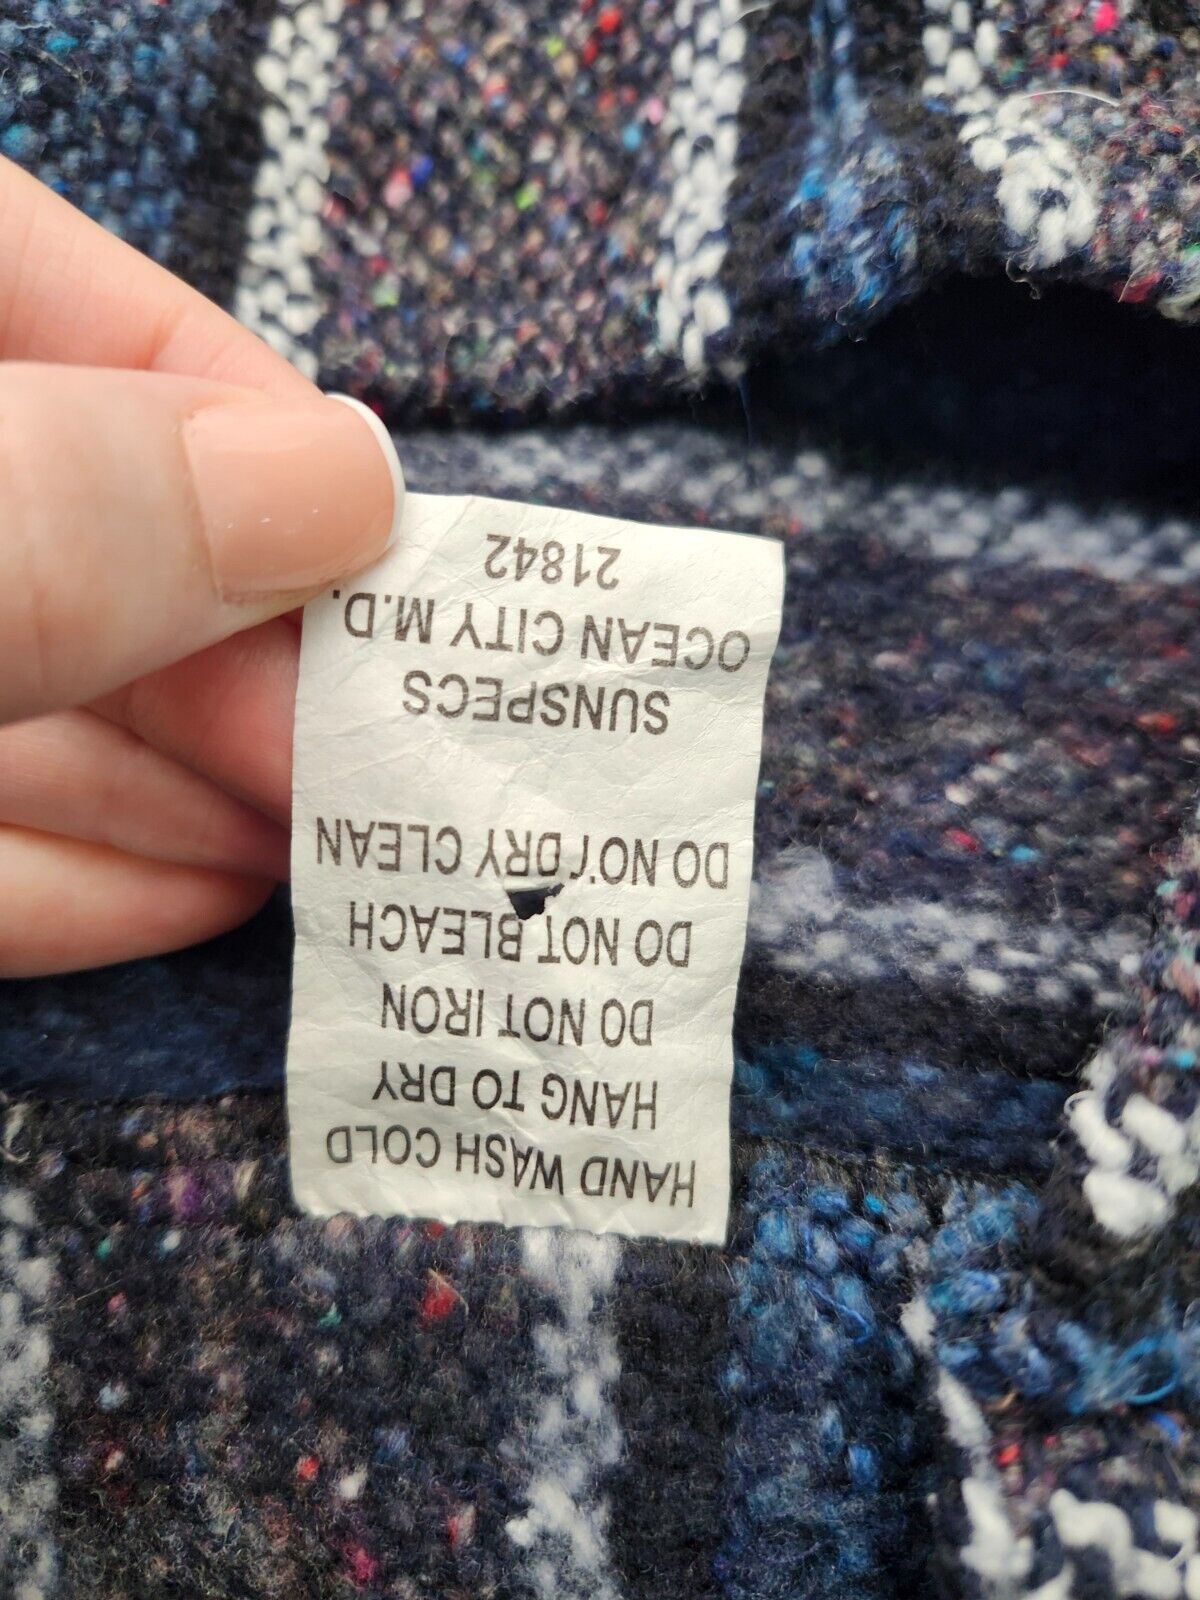 HAND WASH COLD
HANG TO DRY
DO NOT IRON
DO NOT BLEACH
DO NOT DRY CLEAN
SUNSPECS
OCEAN CITY M.D.
21842